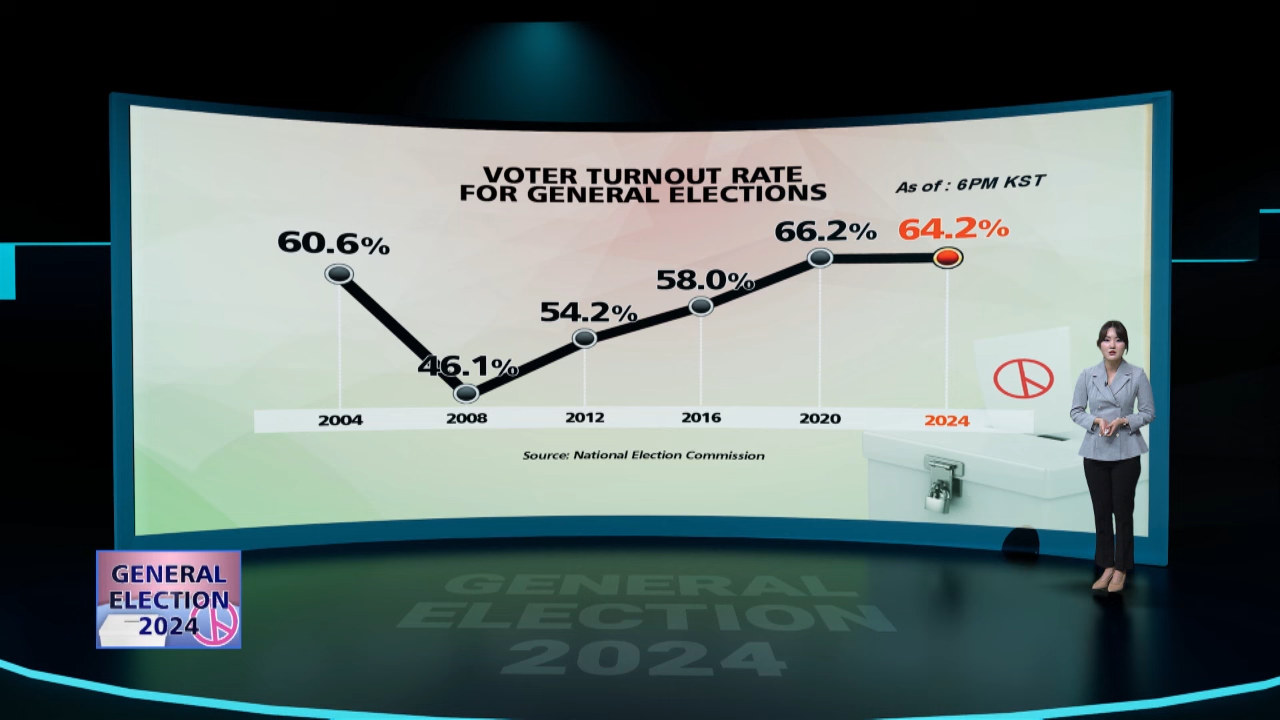 VOTER TURNOUT RATE
FOR GENERAL ELECTIONS
As of : 6PM KST
60.6%
46.1%
54.2%
58.0%
66.2%
64.2%
2004
2008
2012
2016
2020
2024
Source: National Election Commission
GENERAL
ELECTION
2024
GENERAL
ELECTION
2024